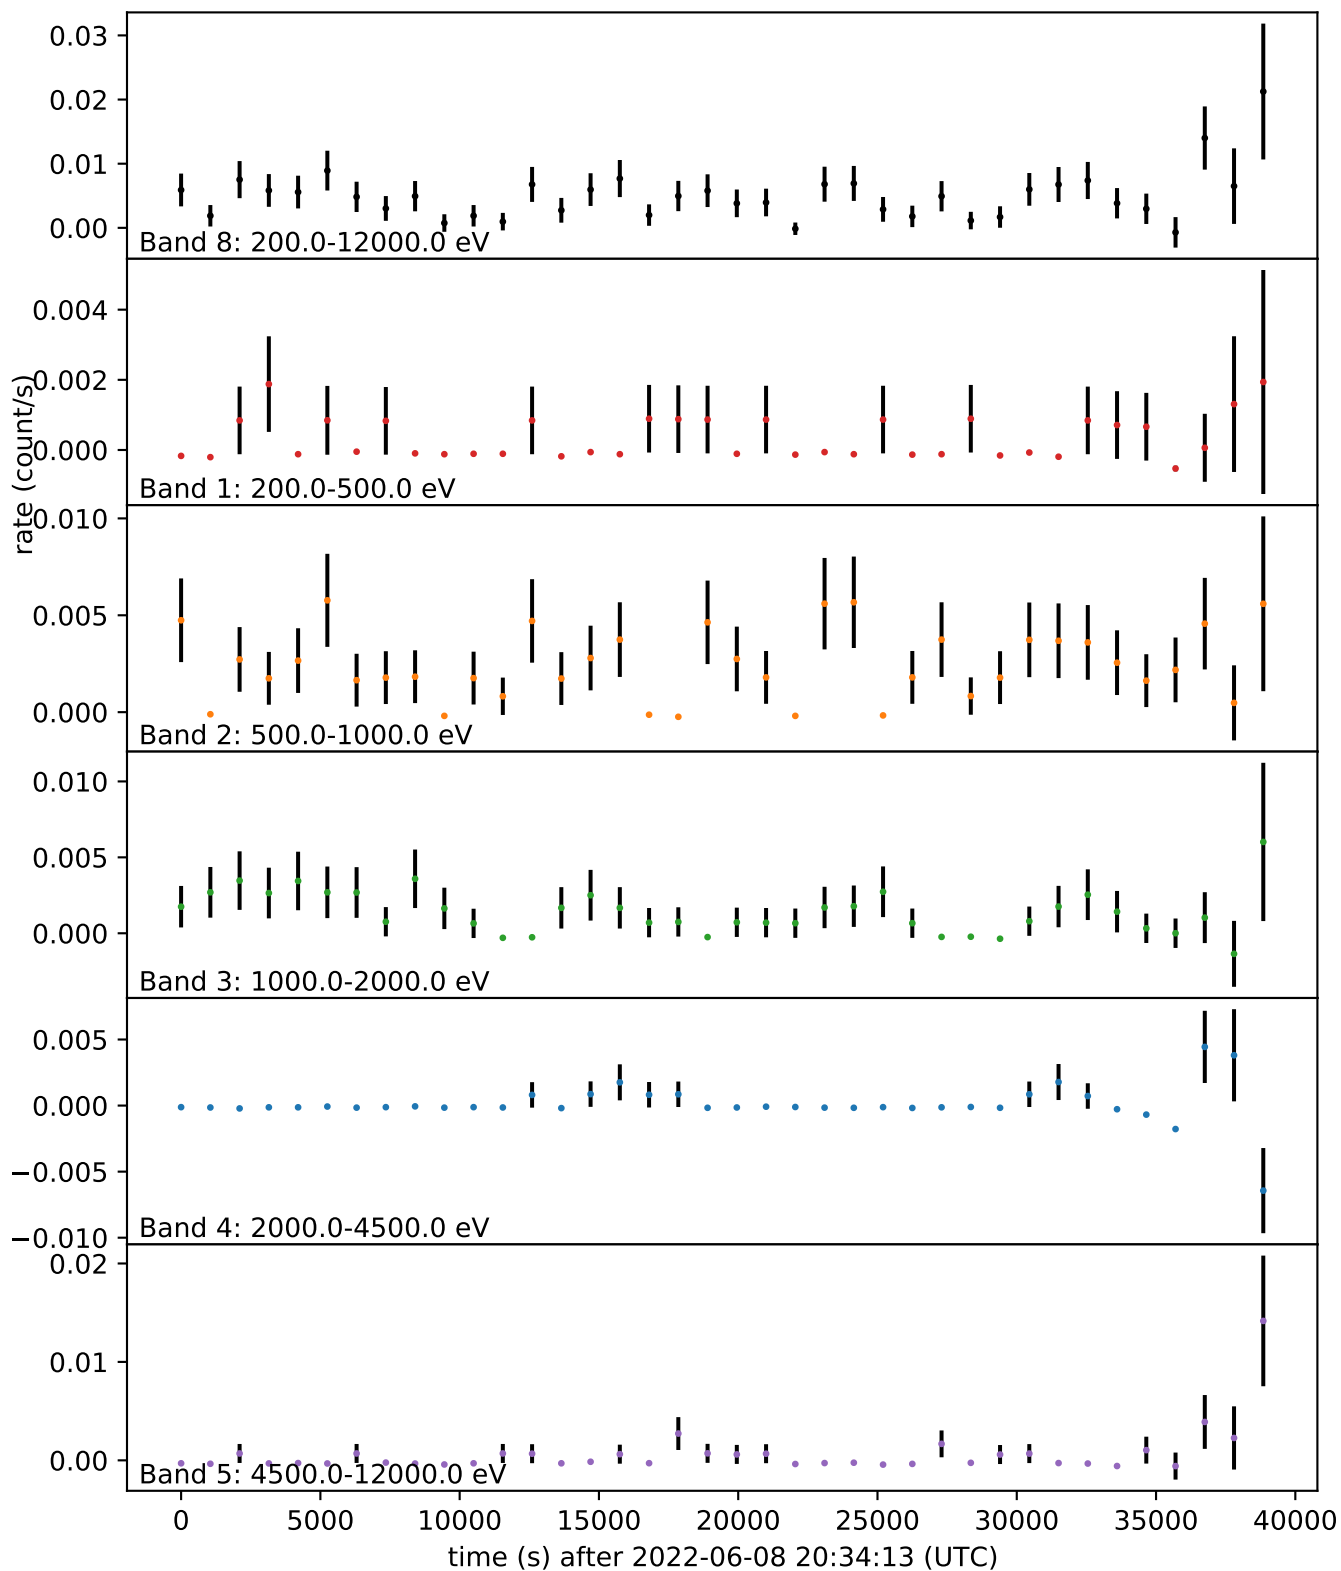 0.03
0.02
0.01
0.00
Band 8: 200.0-12000.0 eV
0.004
0.002
0.000
Band 1: 200.0-500.0 eV
rate (count/s)
0.010
0.005
0.000
Band 2: 500.0-1000.0 eV
0.010
0.005
0.000
Band 3: 1000.0-2000.0 eV
0.005
0.000
−0.005
−0.010
Band 4: 2000.0-4500.0 eV
0.02
0.01
0.00
Band 5: 4500.0-12000.0 eV
0 5000 10000 15000 20000 25000 30000 35000 40000
time (s) after 2022-06-08 20:34:13 (UTC)